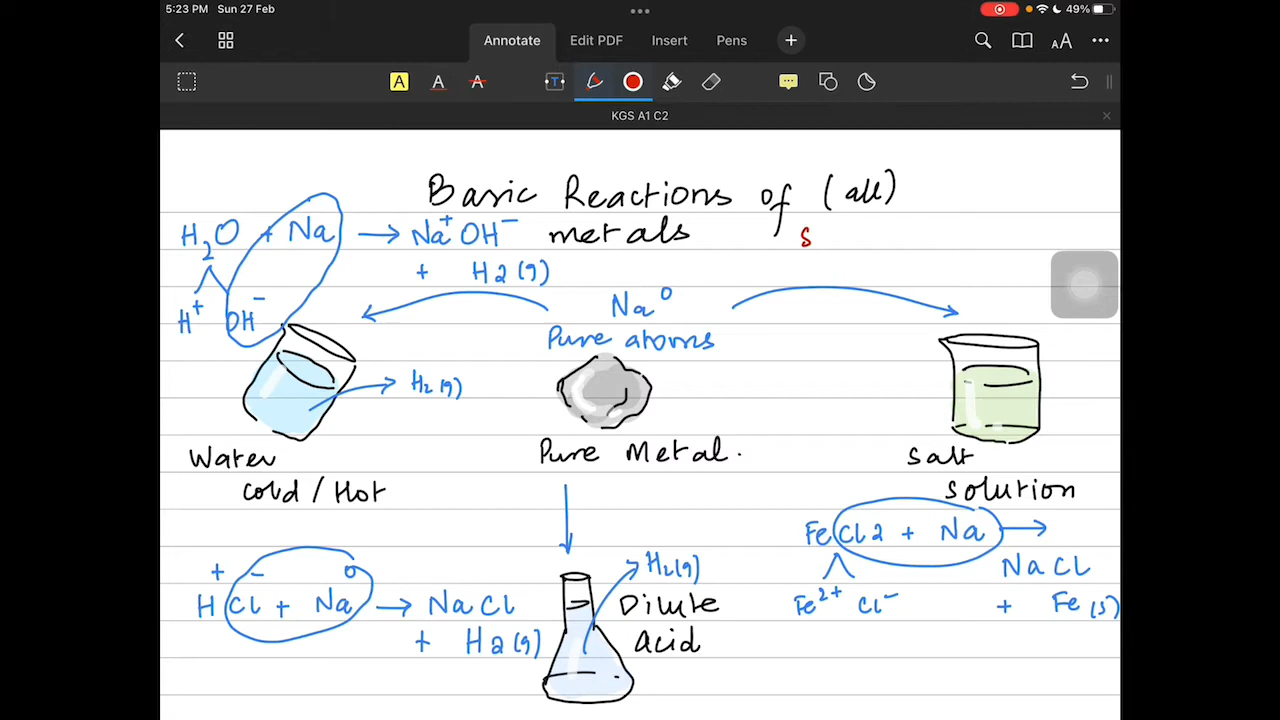 5:23 PM Sun 27 Feb
49%
Annotate Edit PDF Insert Pens
KGS A1 C2
Basic Reactions of (all)
metals s
H2O + Na → Na+ OH−
+ H2(g)
H+ OH−
Na0
Pure atoms
H2(g)
Water
Cold / Hot
Pure Metal.
Salt
Solution
FeCl2 + Na →
NaCl
+ Fe(s)
Fe2+ Cl−
+ − 0
HCl + Na → NaCl
+ H2(g)
H2(g)
Dilute
acid